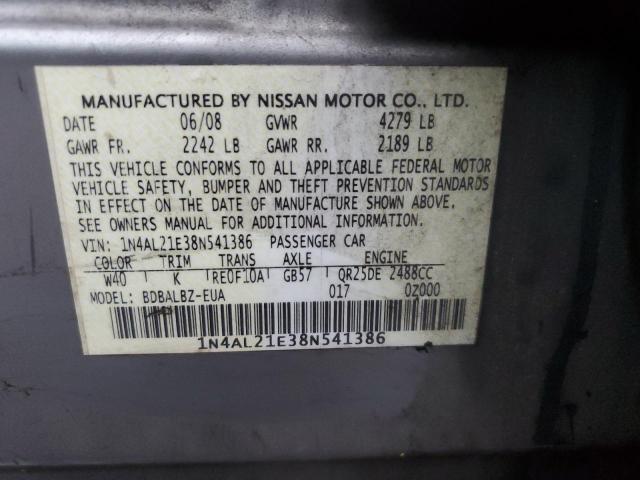 MANUFACTURED BY NISSAN MOTOR CO., LTD.
DATE 06/08 GVWR 4279 LB
GAWR FR. 2242 LB GAWR RR. 2189 LB
THIS VEHICLE CONFORMS TO ALL APPLICABLE FEDERAL MOTOR
VEHICLE SAFETY, BUMPER AND THEFT PREVENTION STANDARDS
IN EFFECT ON THE DATE OF MANUFACTURE SHOWN ABOVE.
SEE OWNERS MANUAL FOR ADDITIONAL INFORMATION.
VIN: 1N4AL21E38N541386 PASSENGER CAR
COLOR TRIM TRANS AXLE ENGINE
W40 K RE0F10A GB57 QR25DE 2488CC
MODEL: BDBALBZ-EUA 017 0Z000
1N4AL21E38N541386